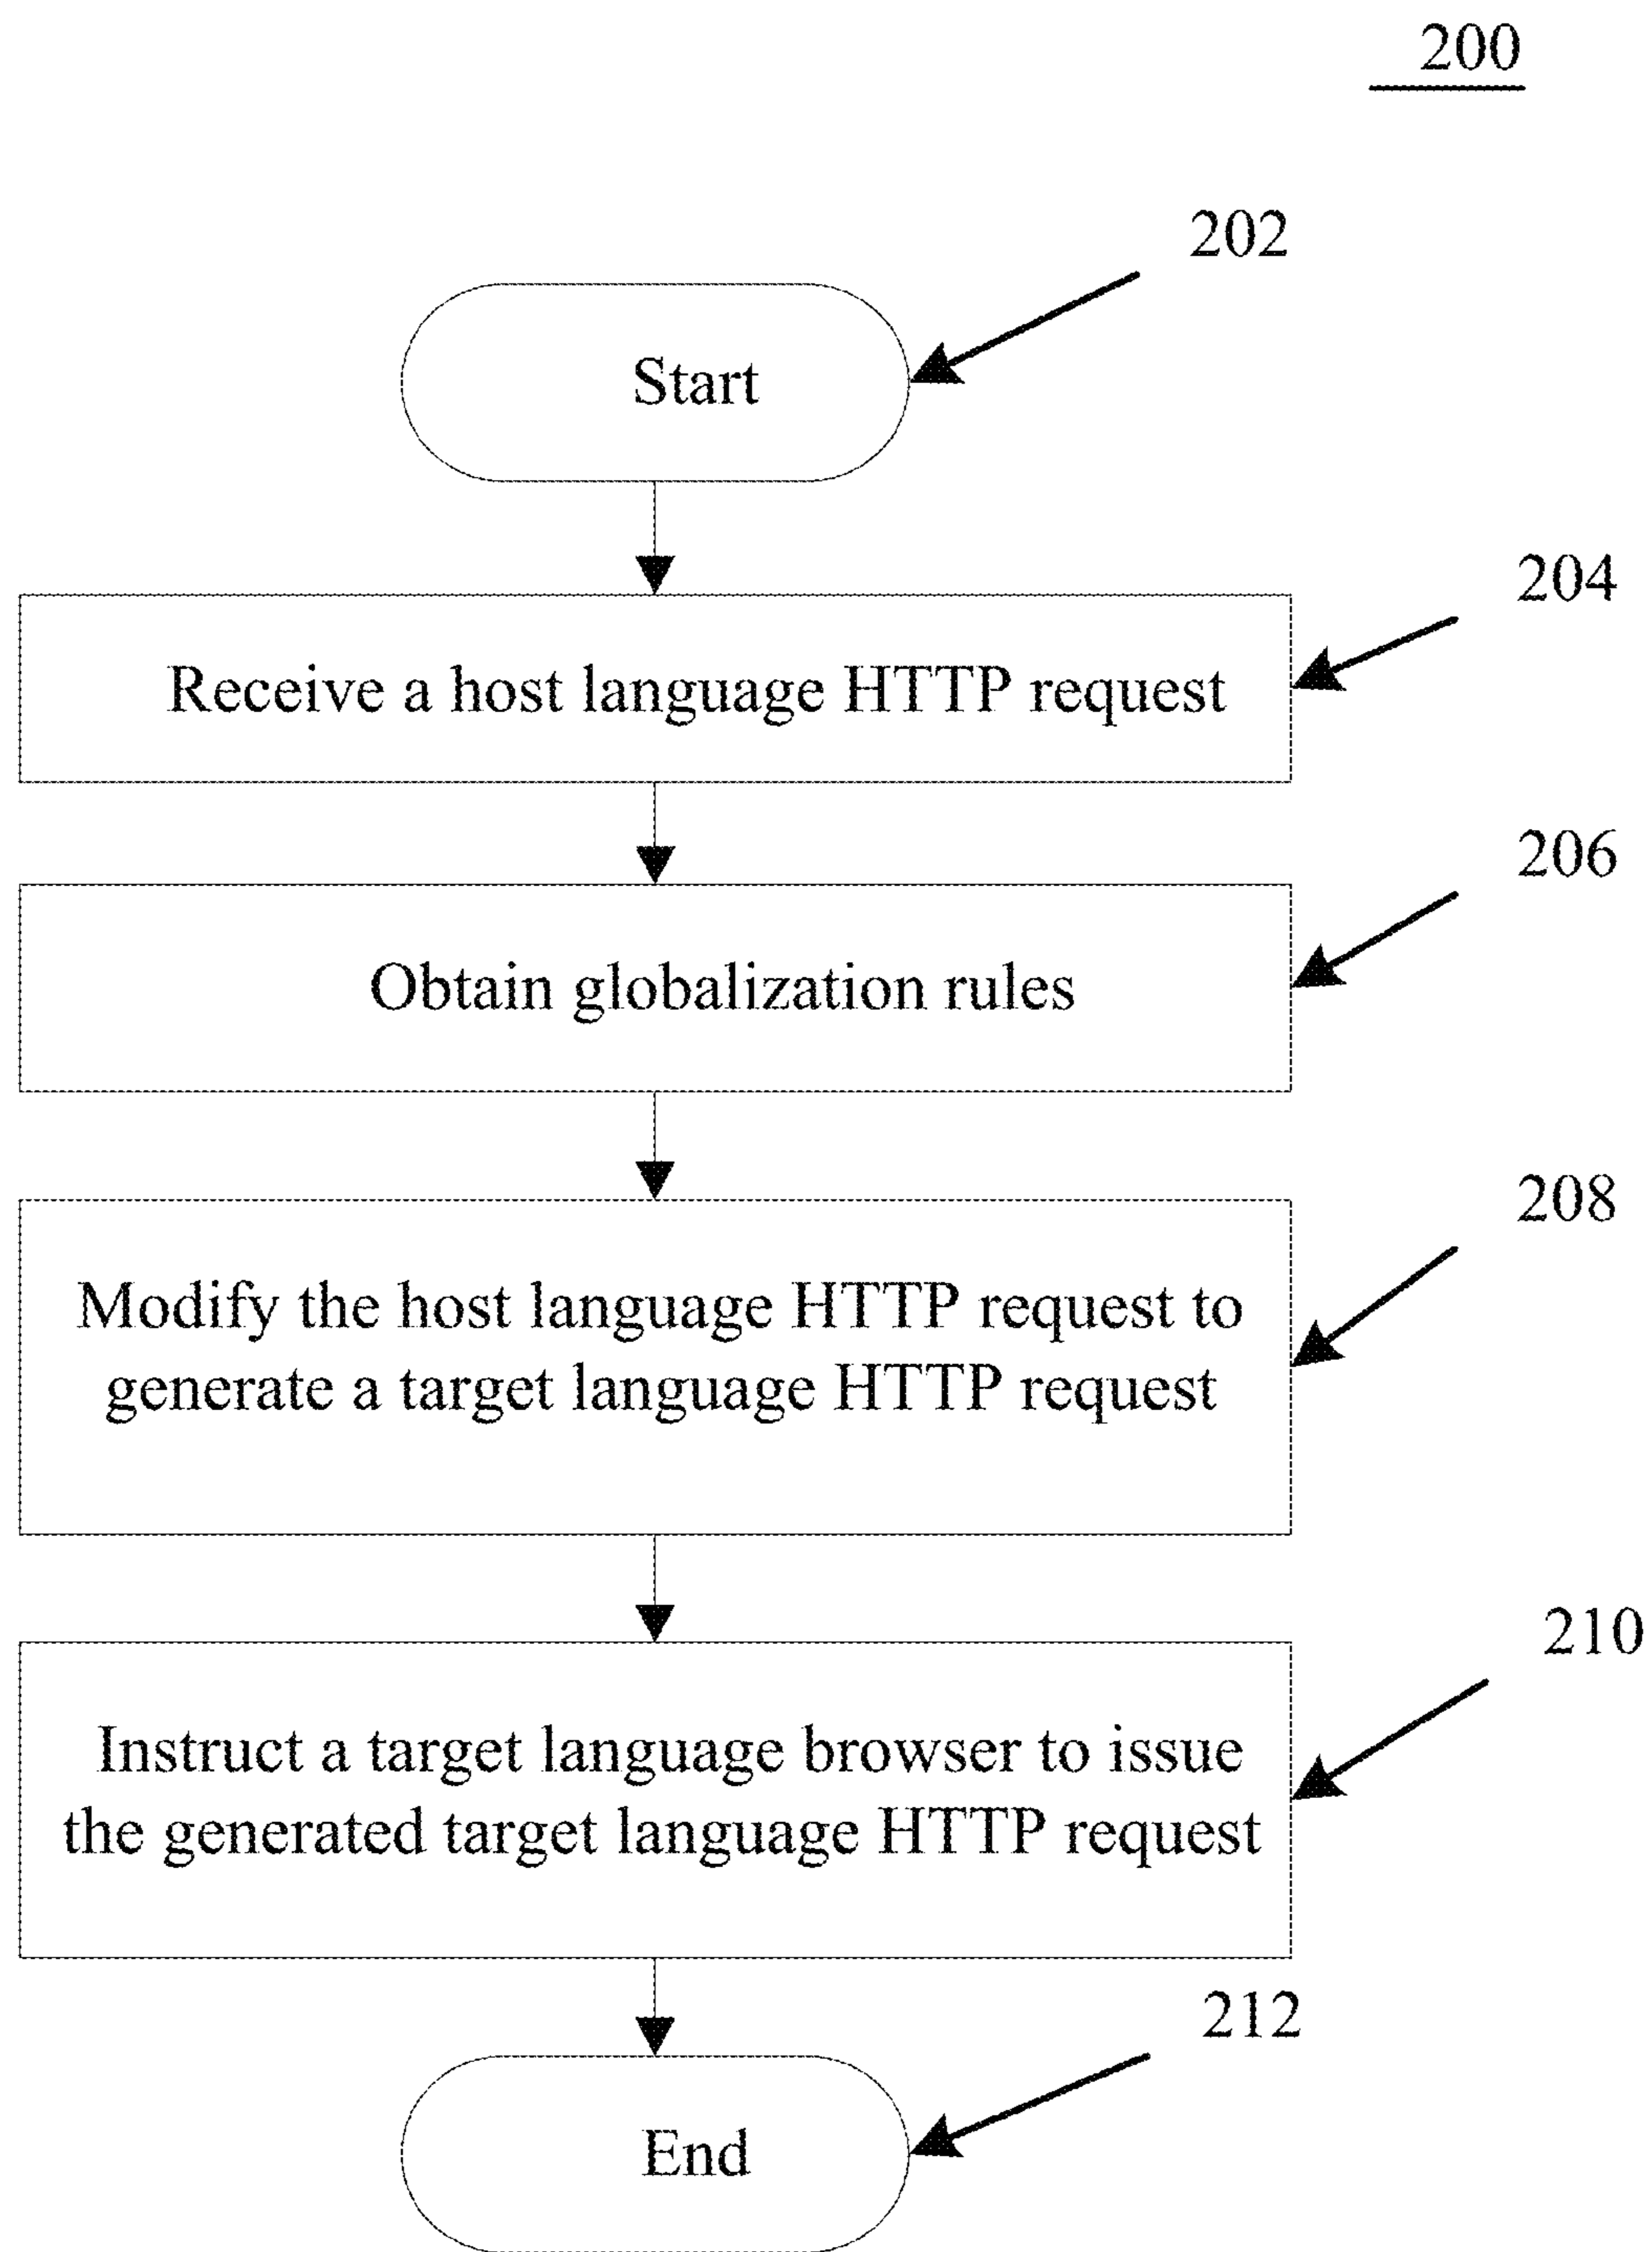 200
202
Start
204
Receive a host language HTTP request
206
Obtain globalization rules
208
Modify the host language HTTP request to
generate a target language HTTP request
210
Instruct a target language browser to issue
the generated target language HTTP request
212
End